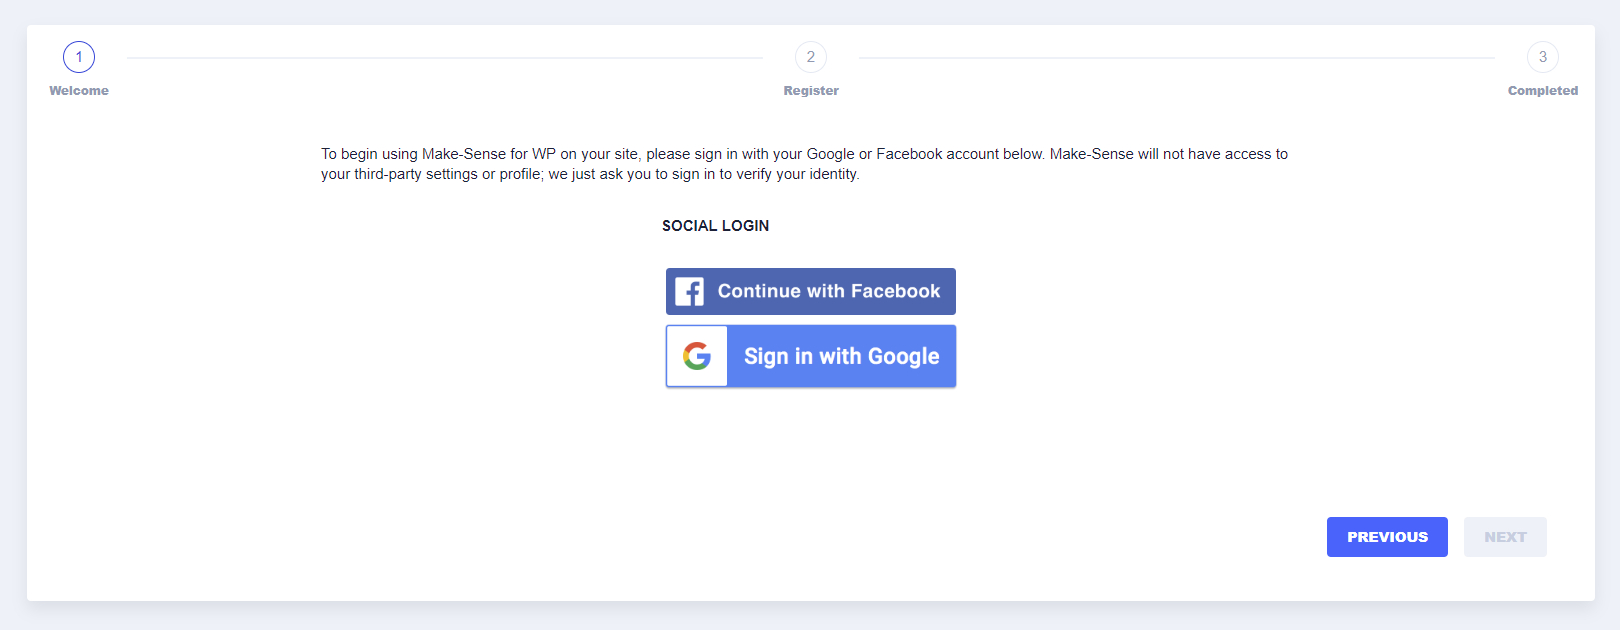 1
Welcome
2
Register
3
Completed
To begin using Make-Sense for WP on your site, please sign in with your Google or Facebook account below. Make-Sense will not have access to
your third-party settings or profile; we just ask you to sign in to verify your identity.
SOCIAL LOGIN
Continue with Facebook
Sign in with Google
PREVIOUS
NEXT